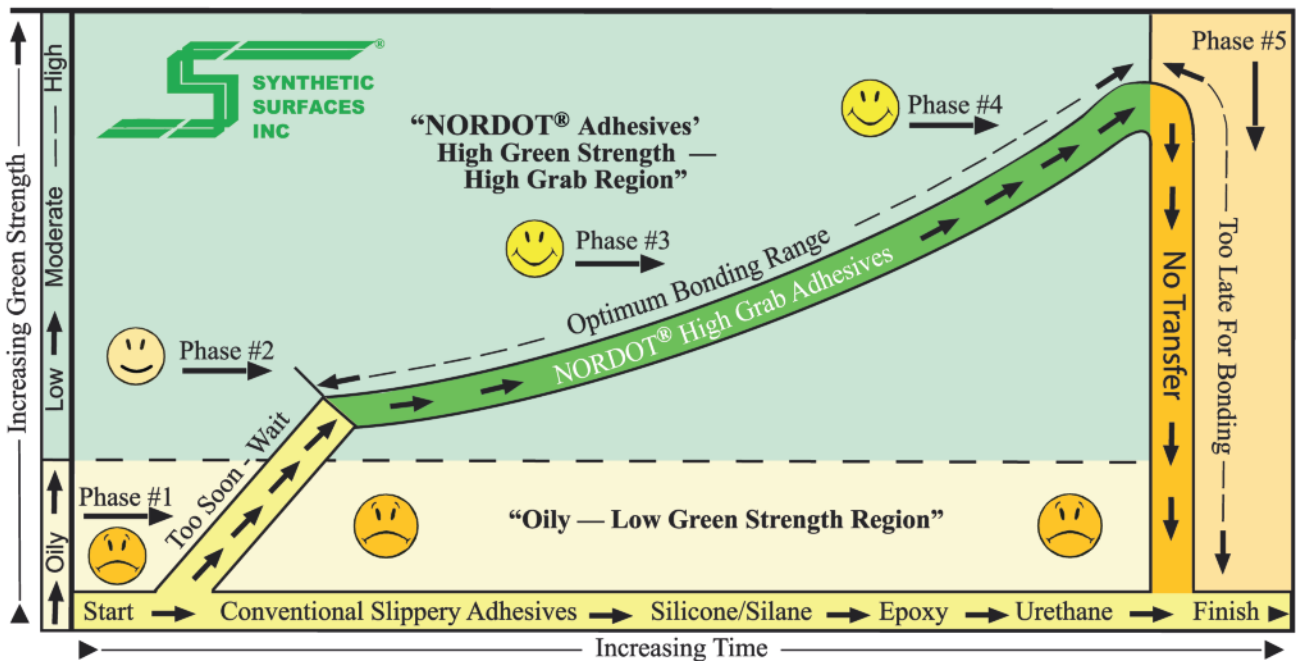 Phase #5
SYNTHETIC
SURFACES
INC
®
"NORDOT® Adhesives'
High Green Strength —
High Grab Region"
Phase #4
Phase #3
Phase #2
Optimum Bonding Range
NORDOT® High Grab Adhesives
Too Soon - Wait
Phase #1
"Oily — Low Green Strength Region"
No Transfer
Too Late For Bonding
Increasing Green Strength
Oily
Low
Moderate
High
Start
Conventional Slippery Adhesives
Silicone/Silane
Epoxy
Urethane
Finish
Increasing Time